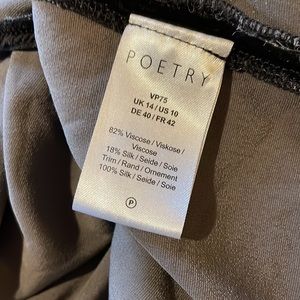 POETRY
VP75
UK 14 / US 10
DE 40 / FR 42
82% Viscose / Viskose /
Viscose
18% Silk / Seide / Soie
Trim / Rand / Ornement
100% Silk / Seide / Soie
P